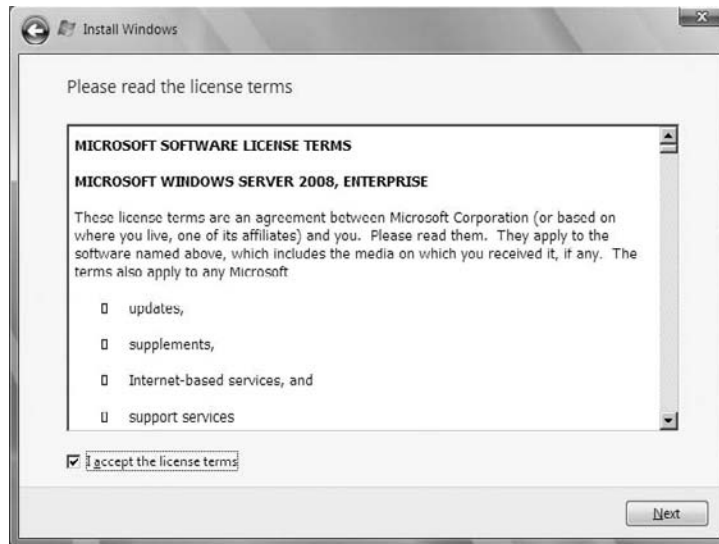 Install Windows
Please read the license terms
MICROSOFT SOFTWARE LICENSE TERMS
MICROSOFT WINDOWS SERVER 2008, ENTERPRISE
These license terms are an agreement between Microsoft Corporation (or based on
where you live, one of its affiliates) and you. Please read them. They apply to the
software named above, which includes the media on which you received it, if any. The
terms also apply to any Microsoft
updates,
supplements,
Internet-based services, and
support services
I accept the license terms
Next